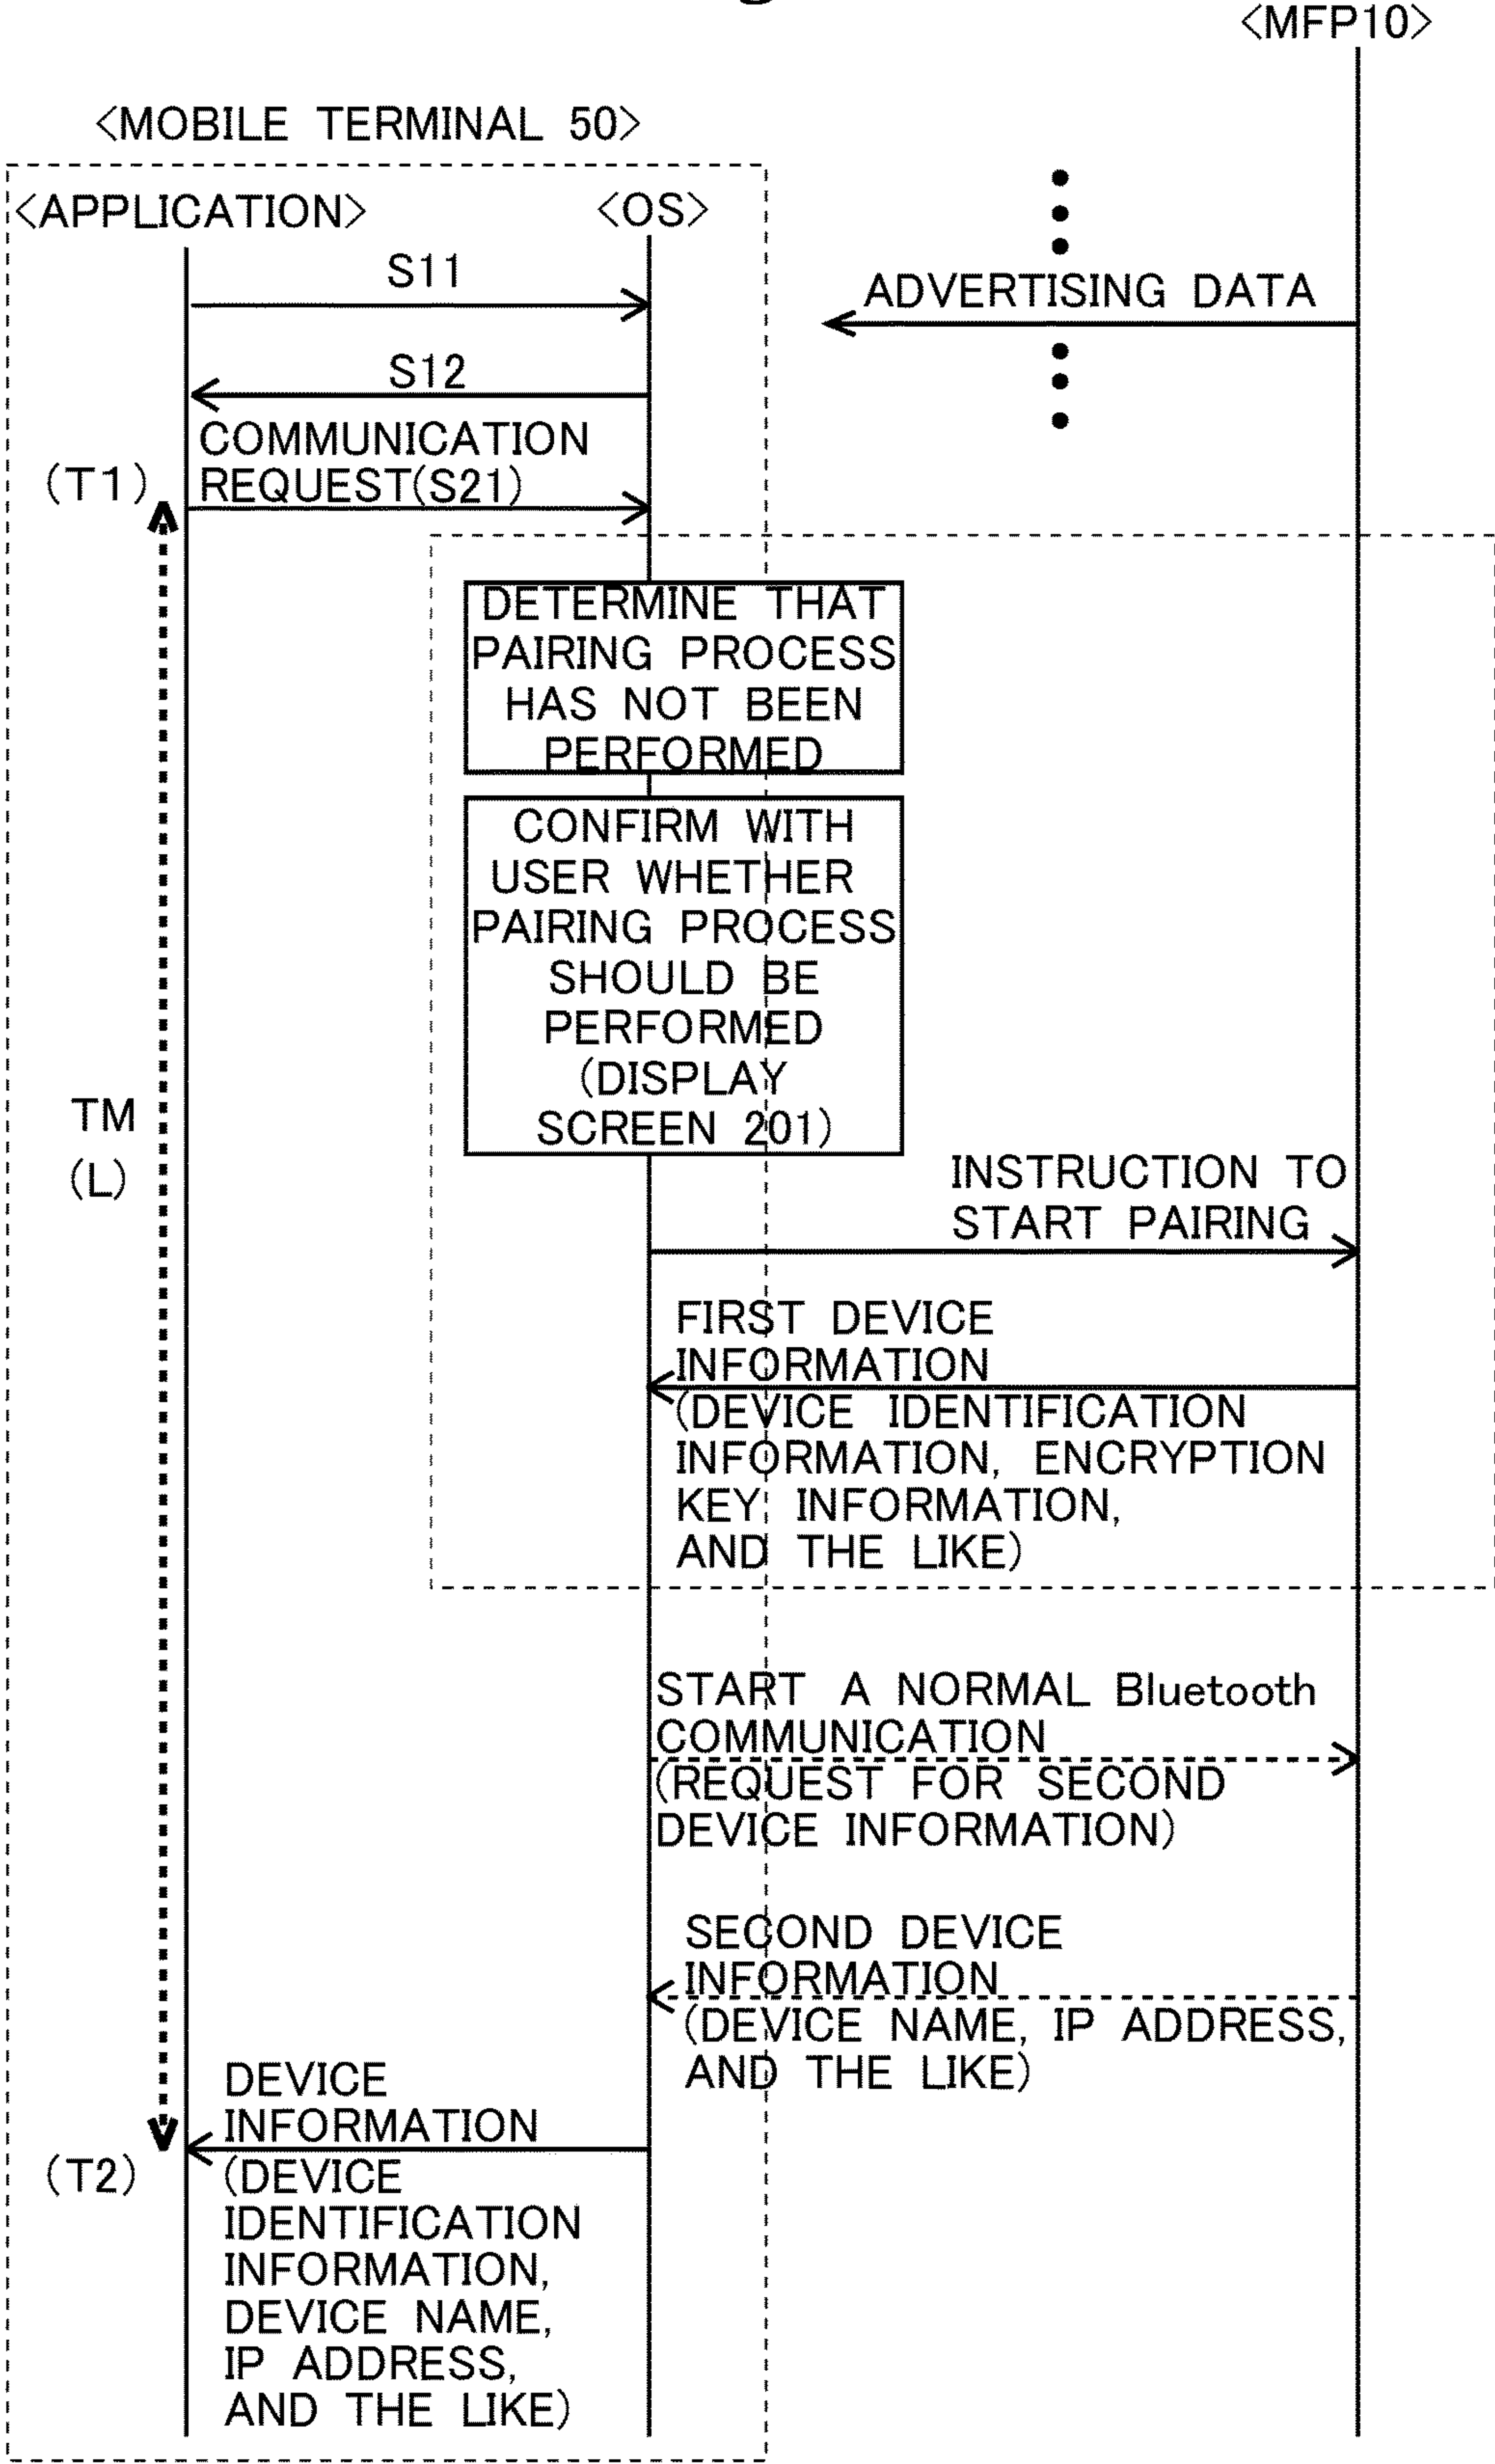 <MFP10>
<MOBILE TERMINAL 50>
<APPLICATION>
<OS>
S11
ADVERTISING DATA
S12
COMMUNICATION
REQUEST(S21)
(T1)
DETERMINE THAT
PAIRING PROCESS
HAS NOT BEEN
PERFORMED
CONFIRM WITH
USER WHETHER
PAIRING PROCESS
SHOULD BE
PERFORMED
(DISPLAY
SCREEN 201)
TM
(L)
INSTRUCTION TO
START PAIRING
FIRST DEVICE
INFORMATION
(DEVICE IDENTIFICATION
INFORMATION, ENCRYPTION
KEY INFORMATION,
AND THE LIKE)
START A NORMAL Bluetooth
COMMUNICATION
(REQUEST FOR SECOND
DEVICE INFORMATION)
SECOND DEVICE
INFORMATION
(DEVICE NAME, IP ADDRESS,
AND THE LIKE)
DEVICE
INFORMATION
(T2)
(DEVICE
IDENTIFICATION
INFORMATION,
DEVICE NAME,
IP ADDRESS,
AND THE LIKE)